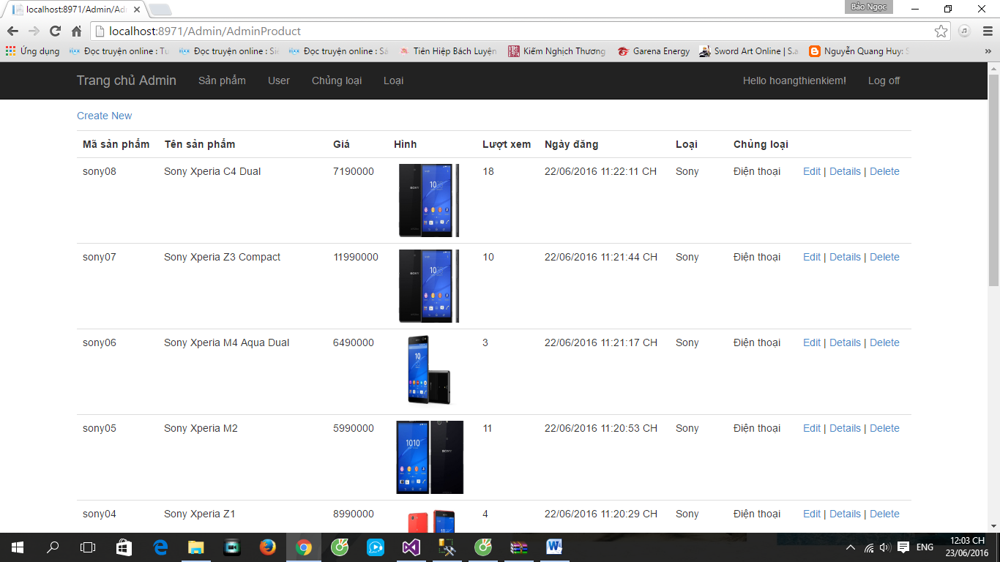 Bảo Ngọc
localhost:8971/Admin/Ad
localhost:8971/Admin/AdminProduct
Ứng dụng Đọc truyện online : Tu Đọc truyện online : Siê Đọc truyện online : Sắ Tiên Hiệp Bách Luyện Kiếm Nghịch Thương Garena Energy Sword Art Online | S.a Nguyễn Quang Huy: S »
Trang chủ Admin Sản phẩm User Chủng loại Loại Hello hoangthienkiem! Log off
Create New
Mã sản phẩm Tên sản phẩm Giá Hình Lượt xem Ngày đăng Loại Chủng loại
sony08 Sony Xperia C4 Dual 7190000 18 22/06/2016 11:22:11 CH Sony Điện thoại Edit | Details | Delete
sony07 Sony Xperia Z3 Compact 11990000 10 22/06/2016 11:21:44 CH Sony Điện thoại Edit | Details | Delete
sony06 Sony Xperia M4 Aqua Dual 6490000 3 22/06/2016 11:21:17 CH Sony Điện thoại Edit | Details | Delete
sony05 Sony Xperia M2 5990000 11 22/06/2016 11:20:53 CH Sony Điện thoại Edit | Details | Delete
sony04 Sony Xperia Z1 8990000 4 22/06/2016 11:20:29 CH Sony Điện thoại Edit | Details | Delete
ENG
12:03 CH
23/06/2016